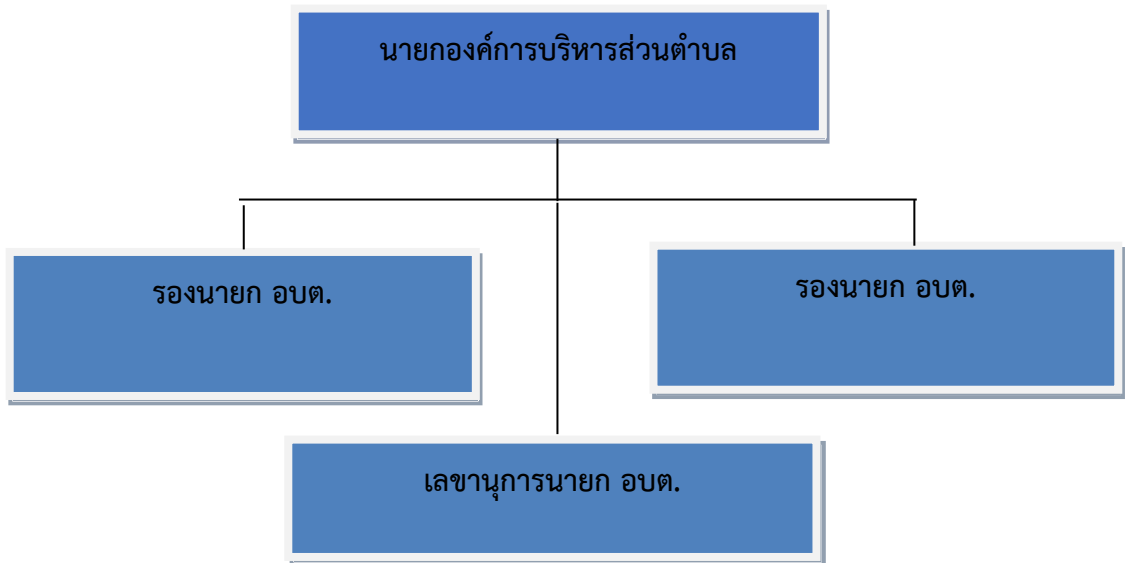 นายกองค์การบริหารส่วนตำบล
รองนายก อบต.
รองนายก อบต.
เลขานุการนายก อบต.